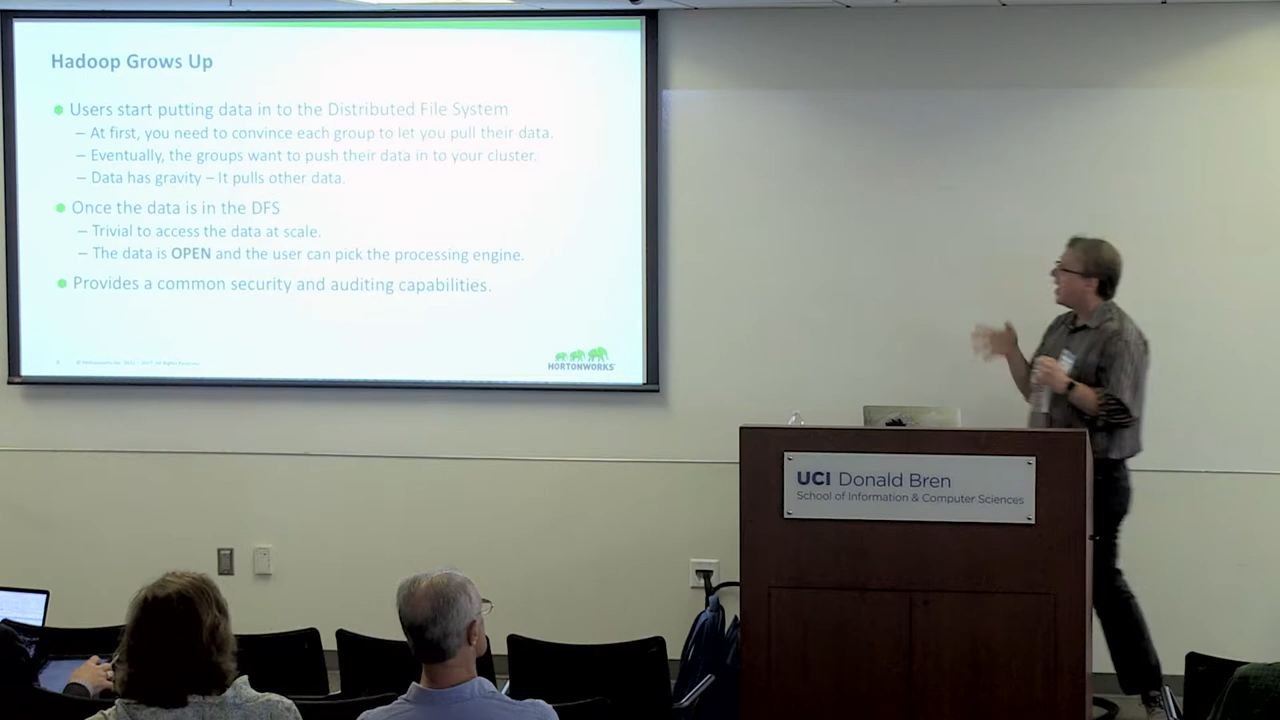 Hadoop Grows Up
Users start putting data in to the Distributed File System
– At first, you need to convince each group to let you pull their data.
– Eventually, the groups want to push their data in to your cluster.
– Data has gravity – It pulls other data.
Once the data is in the DFS
– Trivial to access the data at scale.
– The data is OPEN and the user can pick the processing engine.
Provides a common security and auditing capabilities.
HORTONWORKS
UCI Donald Bren
School of Information & Computer Sciences